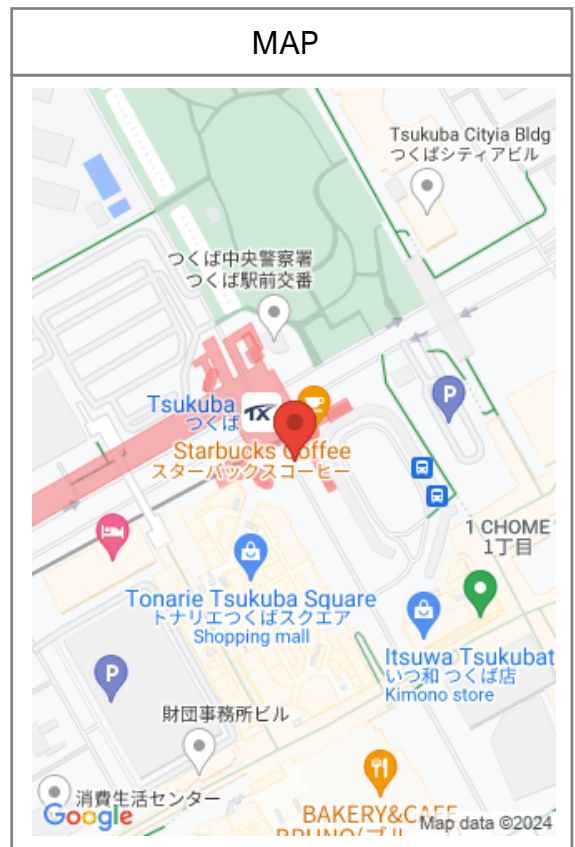 MAP
Tsukuba Cityia Bldg
つくばシティアビル
つくば中央警察署
つくば駅前交番
P
Tsukuba
つくば
TX
Starbucks Coffee
スターバックスコーヒー
1 CHOME
1丁目
Tonarie Tsukuba Square
トナリエつくばスクエア
Shopping mall
Itsuwa Tsukubat
いつ和 つくば店
Kimono store
P
財団事務所ビル
消費生活センター
Google
BAKERY&CAFE
BRUNO/ブル
Map data ©2024